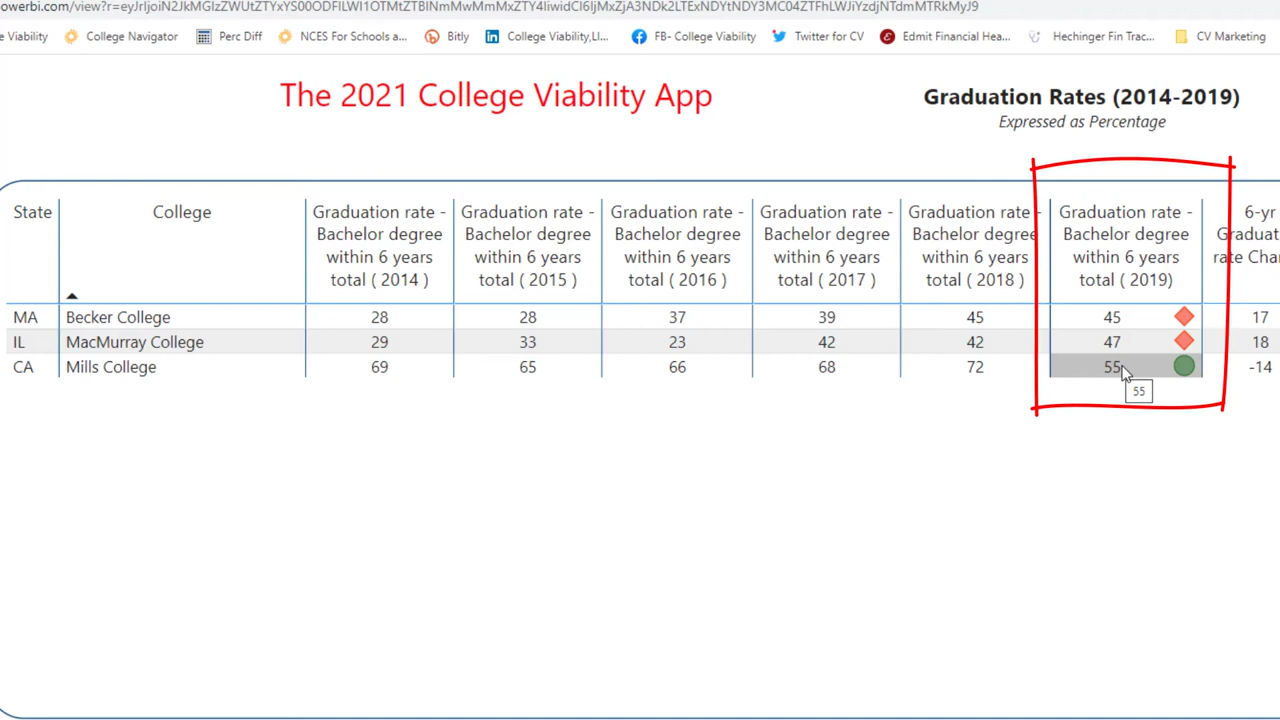 owerbi.com/view?r=eyJrIjoiN2JkMGIzZWUtZTYxYS00ODFlLWI1OTMtZTBlNmMwMmMxZTY4IiwidCI6IjMxZjA3NDk2LTExNDYtNDY3MC04ZTFhLWJiYzdjNTdmMTRkMyJ9
e Viability College Navigator Perc Diff NCES For Schools a... Bitly College Viability,Ll... FB- College Viability Twitter for CV Edmit Financial Hea... Hechinger Fin Trac... CV Marketing
The 2021 College Viability App
Graduation Rates (2014-2019)
Expressed as Percentage
State College Graduation rate - Graduation rate - Graduation rate - Graduation rate - Graduation rate - Graduation rate - 6-yr
Bachelor degree Bachelor degree Bachelor degree Bachelor degree Bachelor degree Bachelor degree Graduat
within 6 years within 6 years within 6 years within 6 years within 6 years within 6 years rate Chan
total ( 2014 ) total ( 2015 ) total ( 2016 ) total ( 2017 ) total ( 2018 ) total ( 2019)
MA Becker College 28 28 37 39 45 45 17
IL MacMurray College 29 33 23 42 42 47 18
CA Mills College 69 65 66 68 72 55 -14
55